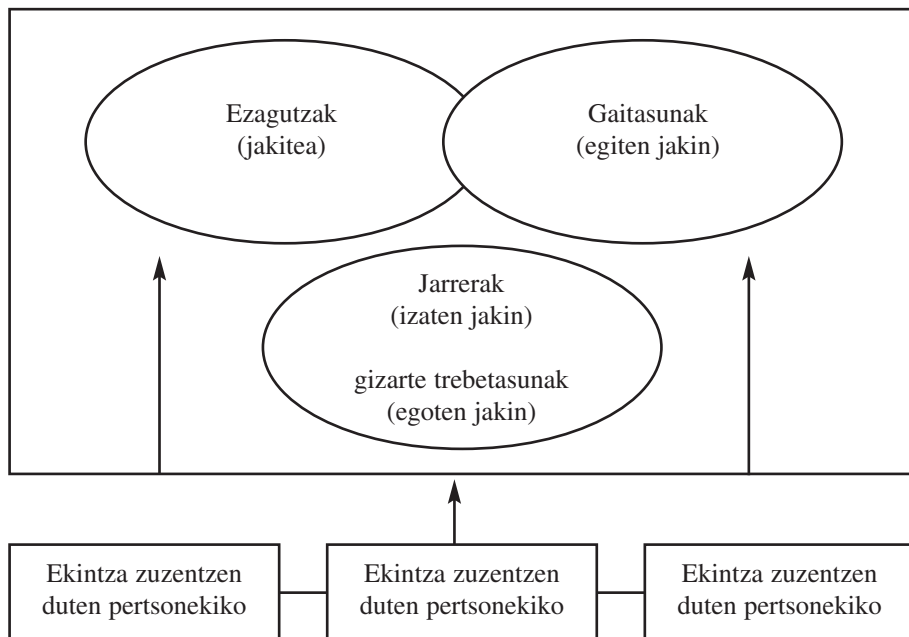 Ezagutzak
(jakitea)
Gaitasunak
(egiten jakin)
Jarrerak
(izaten jakin)
gizarte trebetasunak
(egoten jakin)
Ekintza zuzentzen
duten pertsonekiko
Ekintza zuzentzen
duten pertsonekiko
Ekintza zuzentzen
duten pertsonekiko